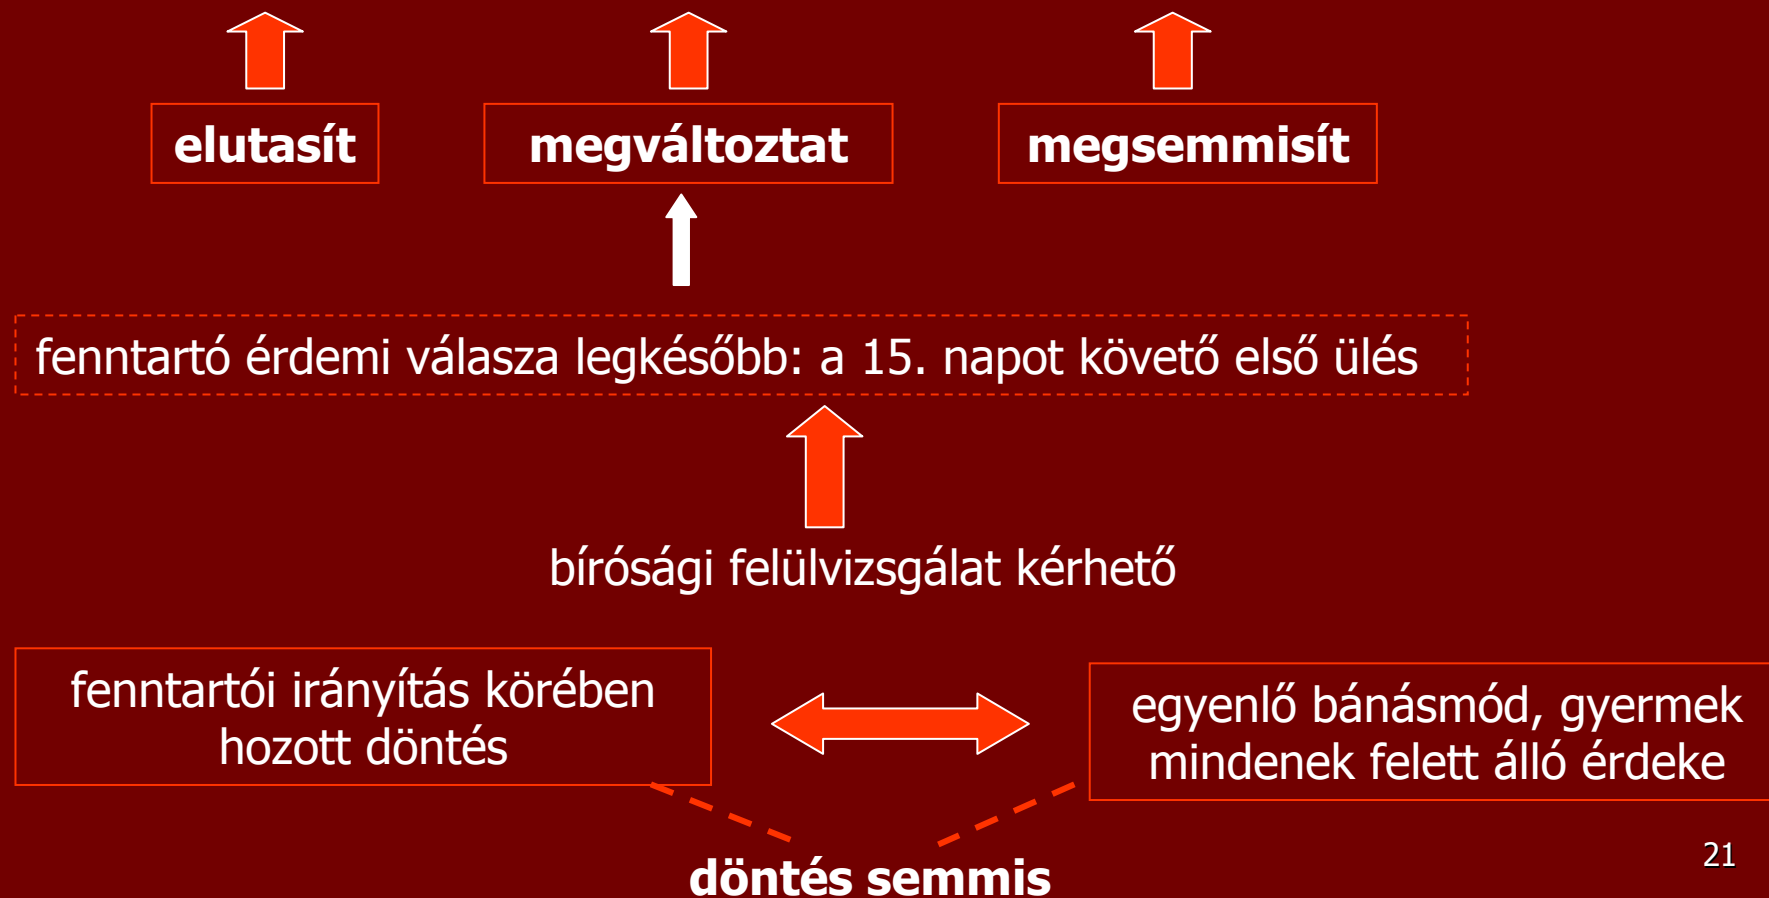 elutasít
megváltoztat
megsemmisít
fenntartó érdemi válasza legkésőbb: a 15. napot követő első ülés
bírósági felülvizsgálat kérhető
fenntartói irányítás körében
hozott döntés
egyenlő bánásmód, gyermek
mindenek felett álló érdeke
döntés semmis
21